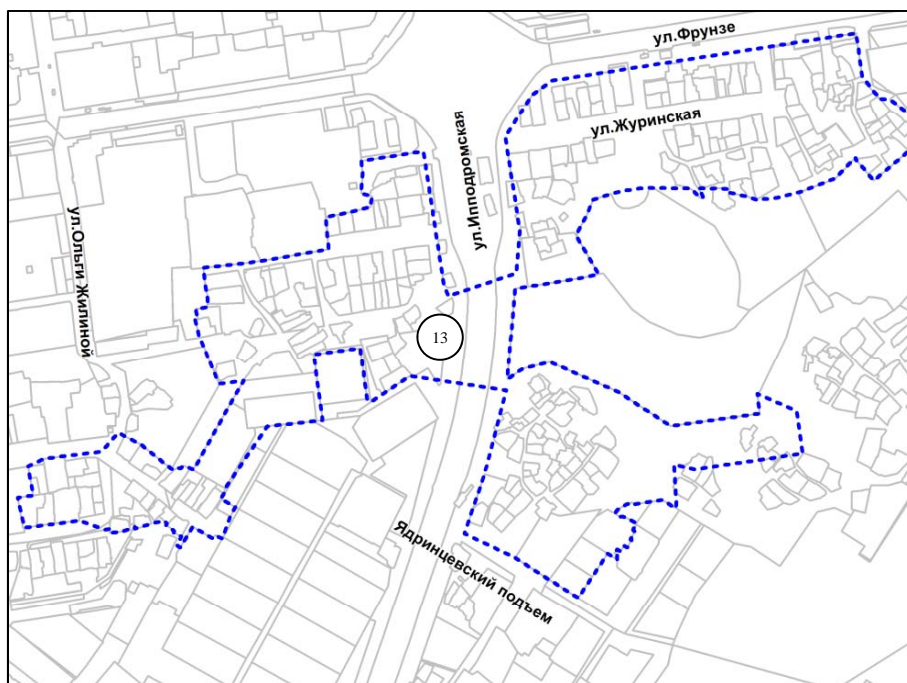 ул.Фрунзе
ул.Журинская
ул.Ипподромская
ул.Ольги Жилиной
13
Ядринцевский подъем